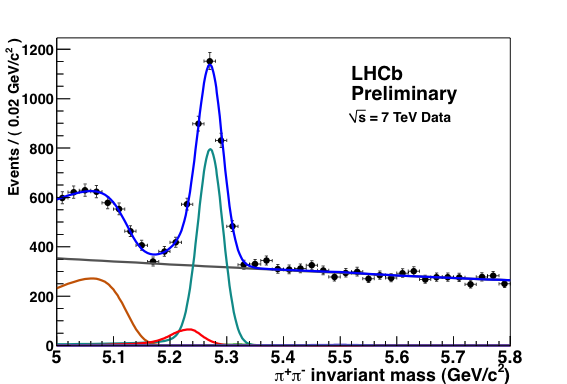 Events / ( 0.02 GeV/c² )
1200
1000
800
600
400
200
0
LHCb
Preliminary
√s = 7 TeV Data
5 5.1 5.2 5.3 5.4 5.5 5.6 5.7 5.8
π⁺π⁻ invariant mass (GeV/c²)